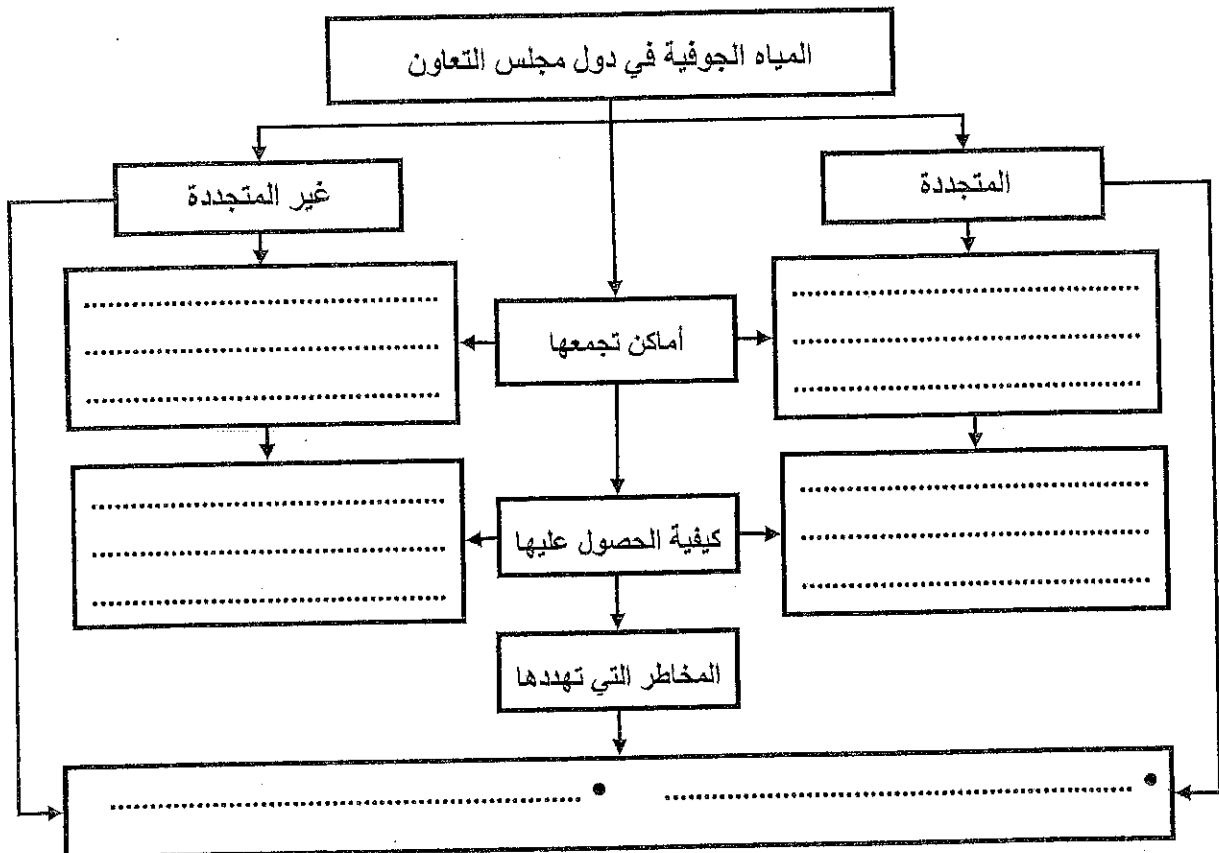 المياه الجوفية في دول مجلس التعاون
المتجددة
غير المتجددة
أماكن تجمعها
كيفية الحصول عليها
المخاطر التي تهددها